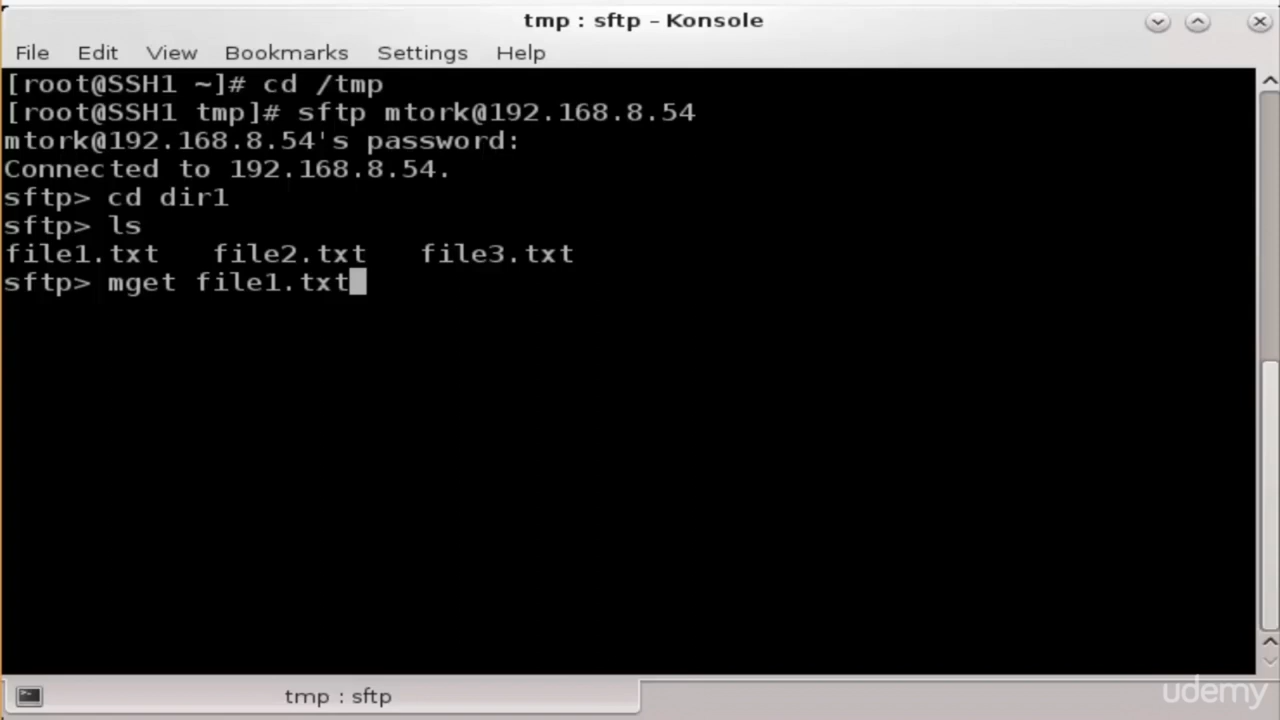 tmp : sftp – Konsole
File Edit View Bookmarks Settings Help
[root@SSH1 ~]# cd /tmp
[root@SSH1 tmp]# sftp mtork@192.168.8.54
mtork@192.168.8.54's password:
Connected to 192.168.8.54.
sftp> cd dir1
sftp> ls
file1.txt file2.txt file3.txt
sftp> mget file1.txt
tmp : sftp
udemy